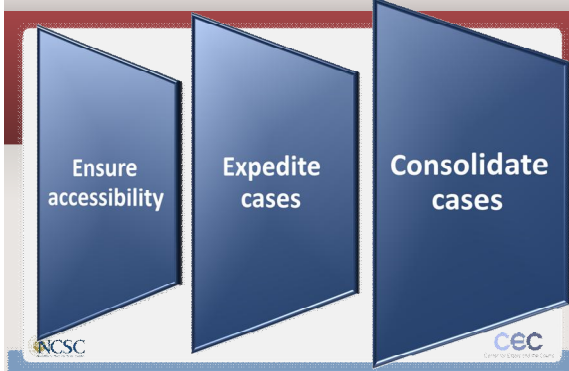 Ensure
accessibility
Expedite
cases
Consolidate
cases
NCSC
CEC